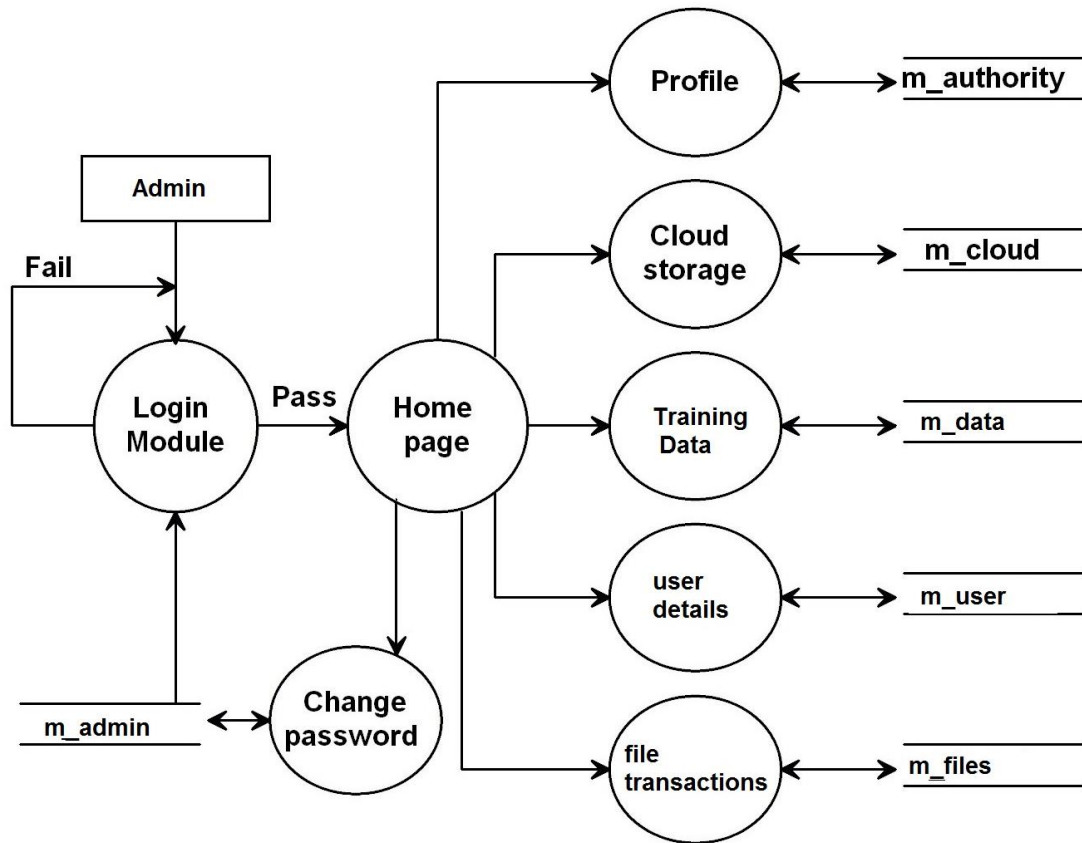 Profile
m_authority
Admin
Cloud
storage
m_cloud
Fail
Pass
Login
Module
Home
page
Training
Data
m_data
user
details
m_user
m_admin
Change
password
file
transactions
m_files